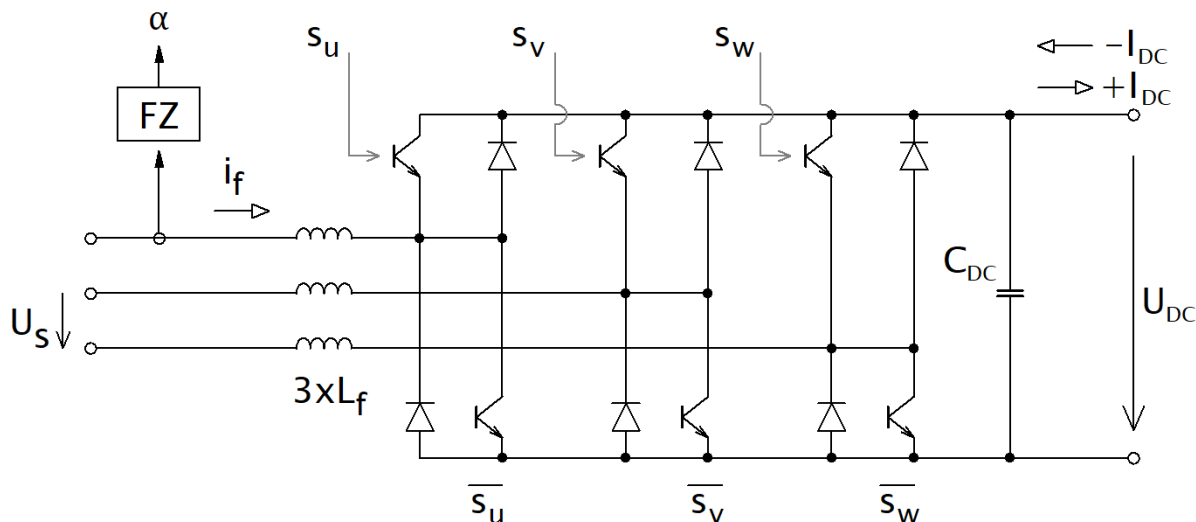 α
s_u
s_v
s_w
−I_DC
+I_DC
FZ
i_f
C_DC
U_s
U_DC
3xL_f
s̅_u
s̅_v
s̅_w